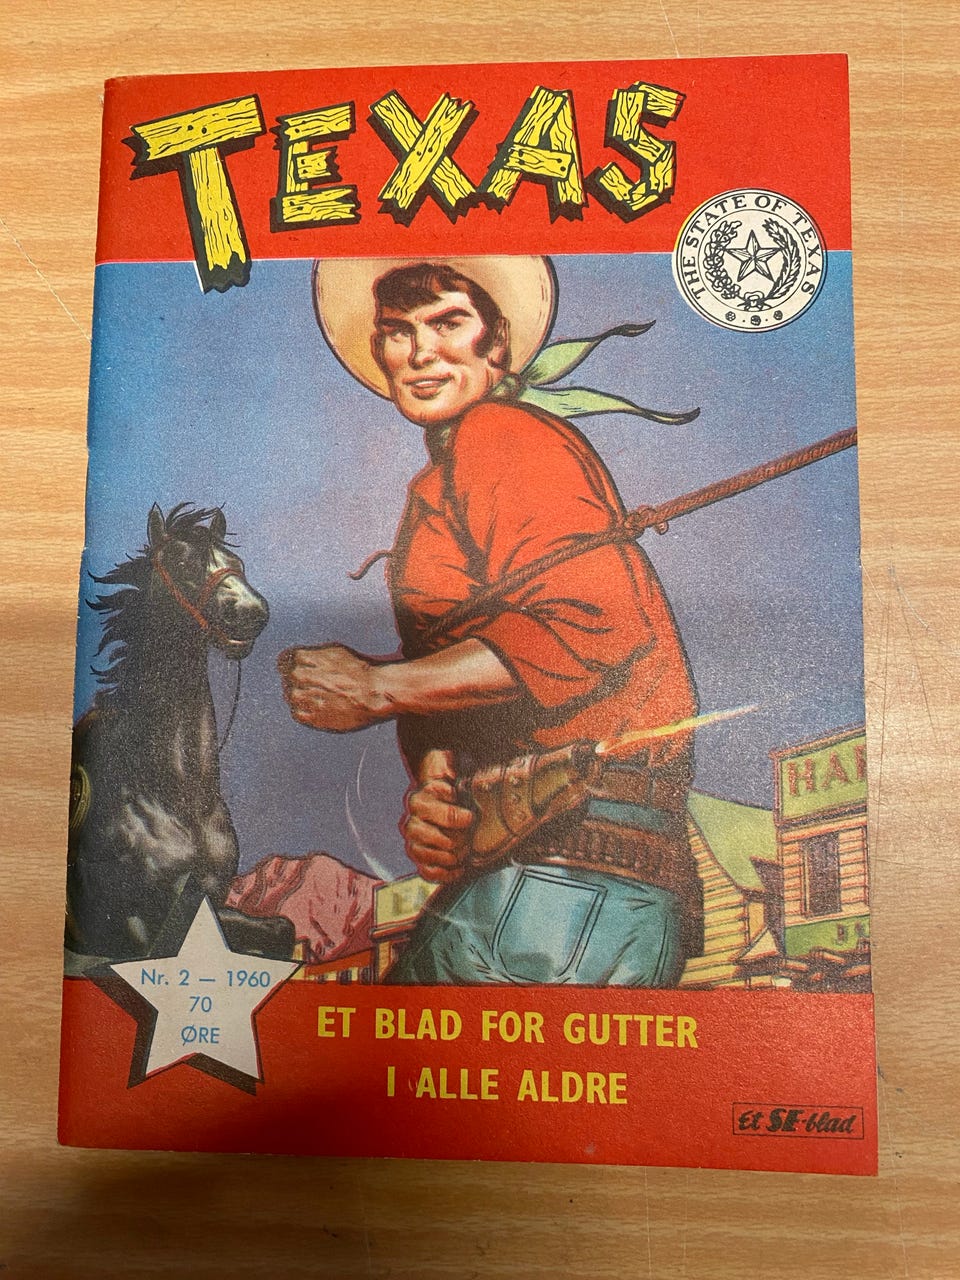 TEXAS
THE STATE OF TEXAS
HA
Nr. 2 — 1960
70
ØRE
ET BLAD FOR GUTTER
I ALLE ALDRE
Et SE-blad